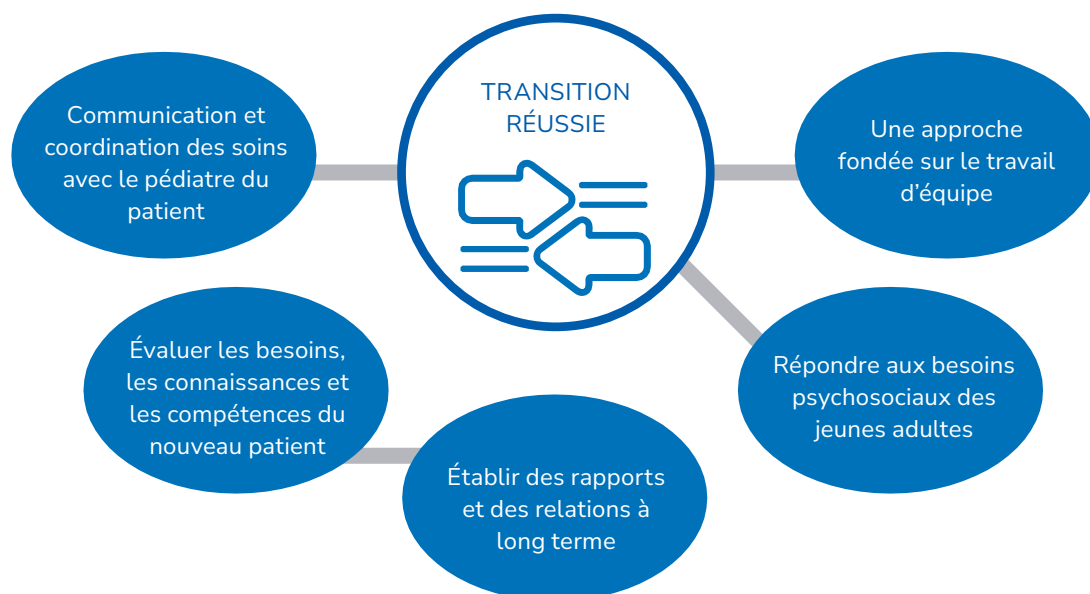 TRANSITION
RÉUSSIE
Communication et
coordination des soins
avec le pédiatre du
patient
Une approche
fondée sur le travail
d’équipe
Évaluer les besoins,
les connaissances et
les compétences du
nouveau patient
Répondre aux besoins
psychosociaux des
jeunes adultes
Établir des rapports
et des relations à
long terme